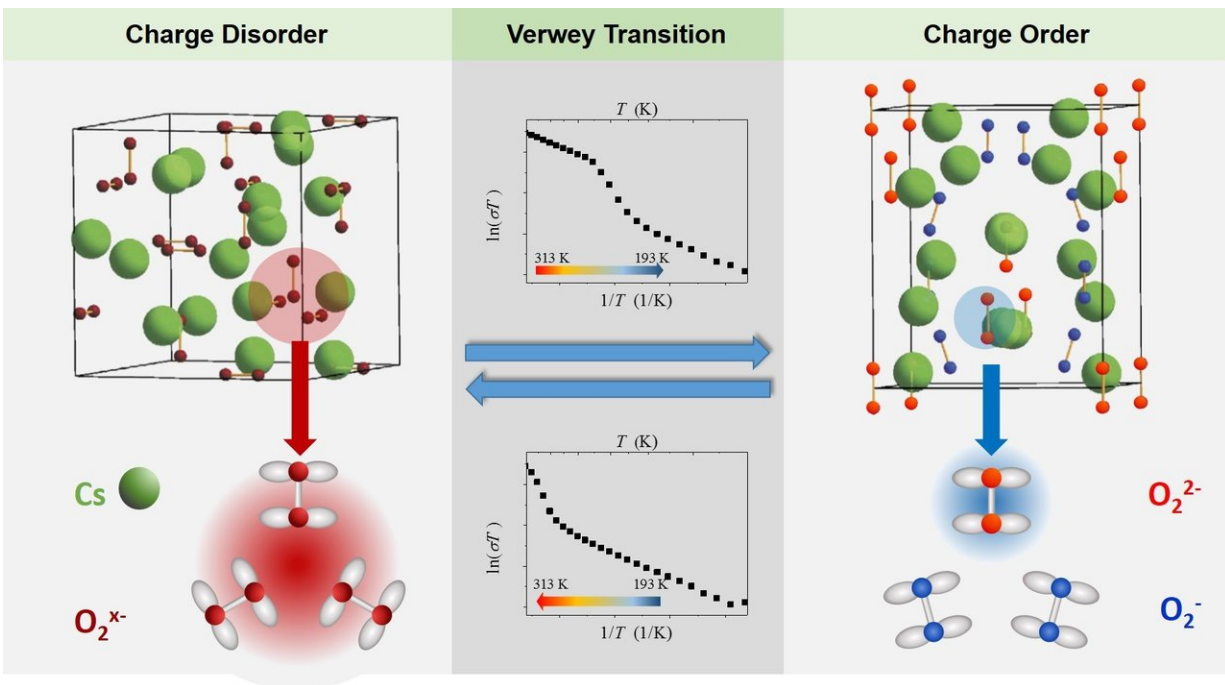 Charge Disorder
Verwey Transition
Charge Order
T (K)
ln(σT)
313 K
193 K
1/T (1/K)
T (K)
ln(σT)
313 K
193 K
1/T (1/K)
Cs
O₂ˣ⁻
O₂²⁻
O₂⁻